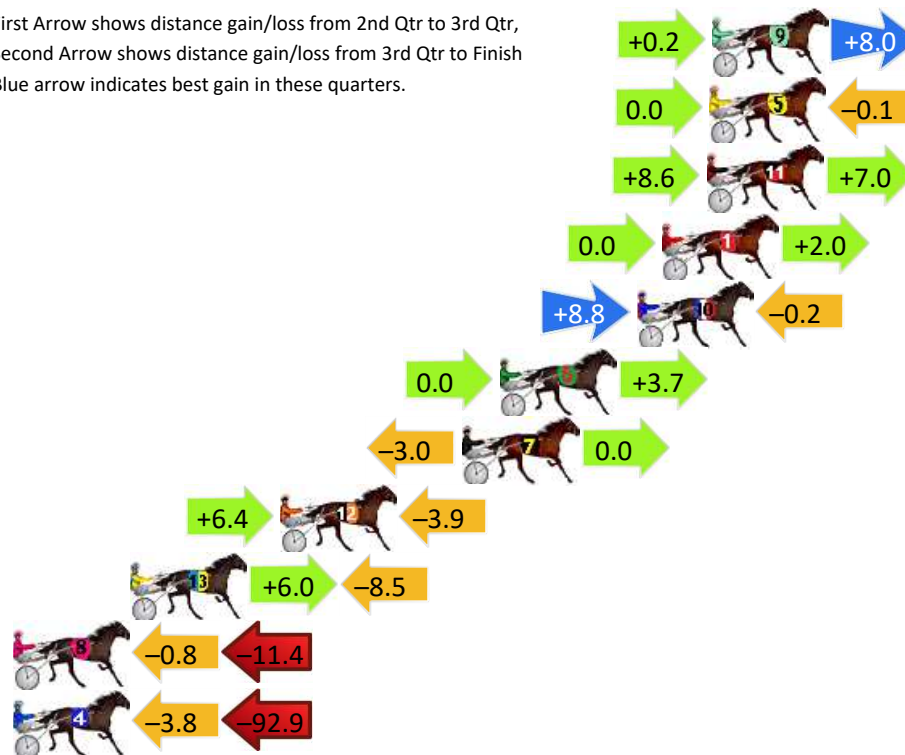 irst Arrow shows distance gain/loss from 2nd Qtr to 3rd Qtr,
econd Arrow shows distance gain/loss from 3rd Qtr to Finish
lue arrow indicates best gain in these quarters.
+0.2 9 +8.0
0.0 5 –0.1
+8.6 11 +7.0
0.0 1 +2.0
+8.8 10 –0.2
0.0 6 +3.7
–3.0 7 0.0
+6.4 12 –3.9
13 +6.0 –8.5
8 –0.8 –11.4
4 –3.8 –92.9